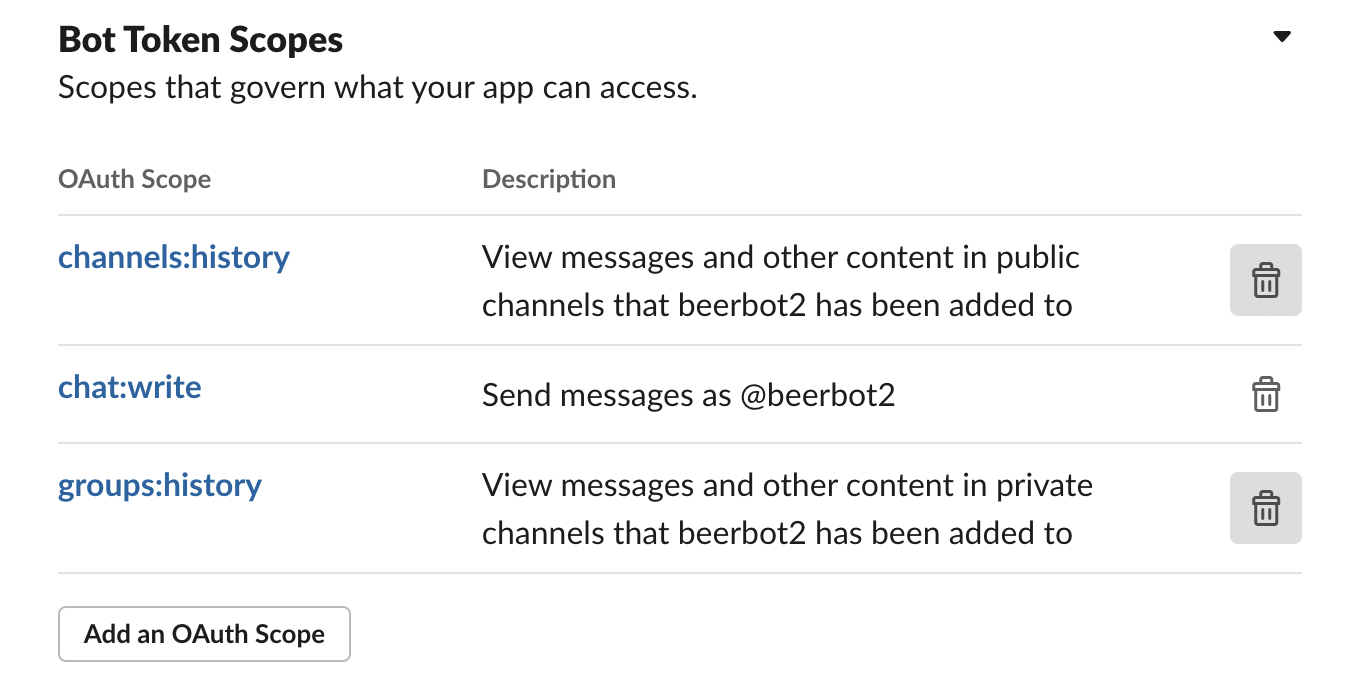 Bot Token Scopes
Scopes that govern what your app can access.
OAuth Scope
Description
channels:history
View messages and other content in public
channels that beerbot2 has been added to
chat:write
Send messages as @beerbot2
groups:history
View messages and other content in private
channels that beerbot2 has been added to
Add an OAuth Scope